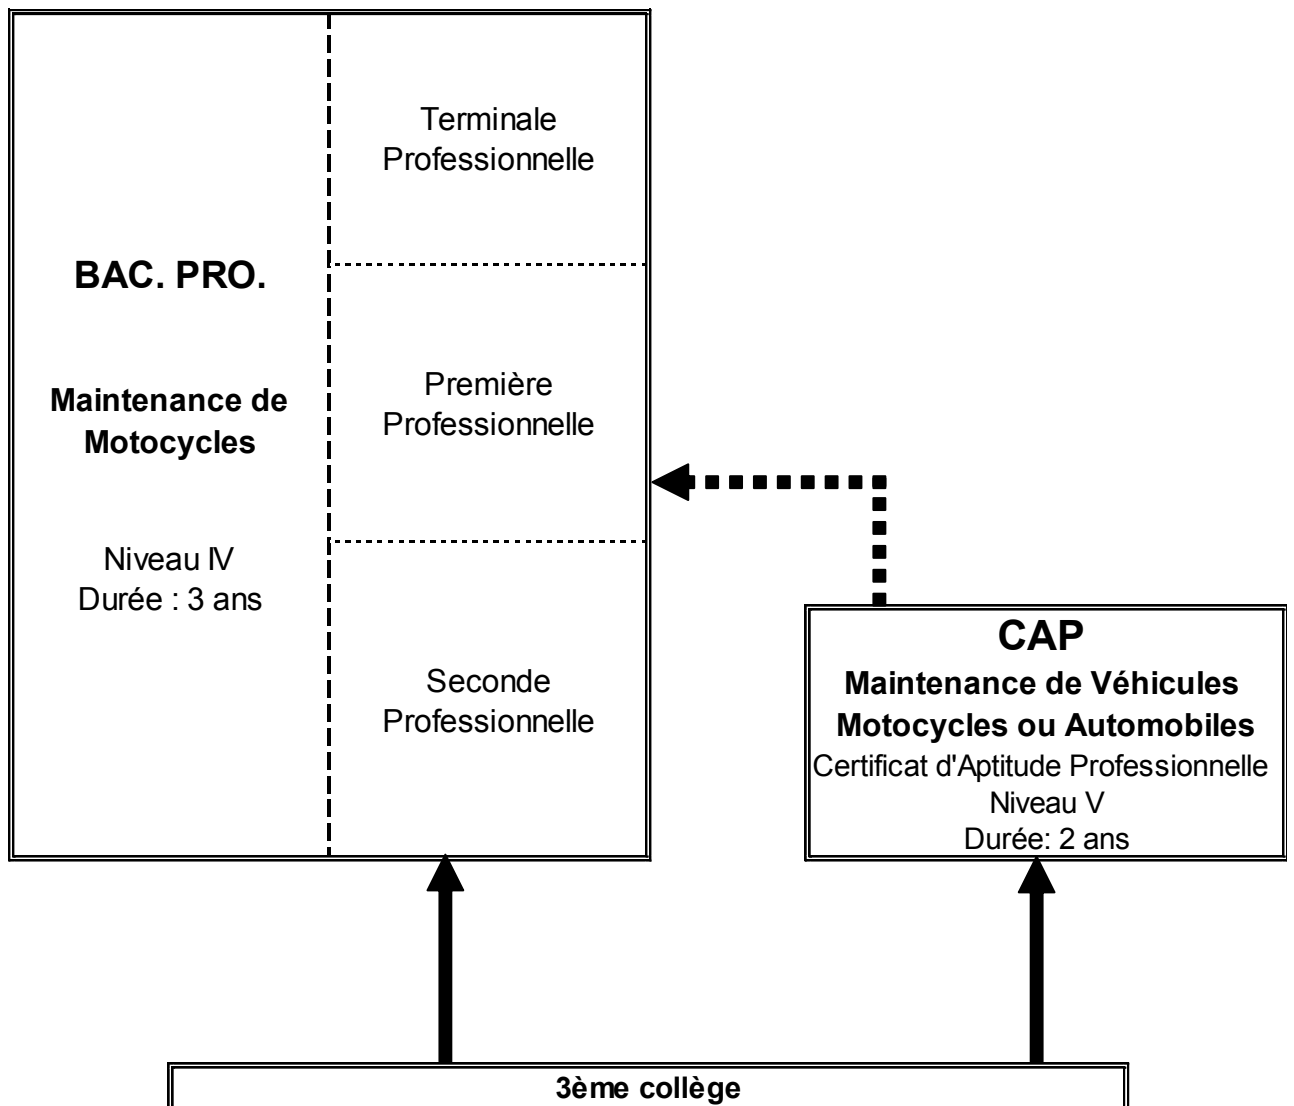 BAC. PRO.
Maintenance de
Motocycles
Niveau IV
Durée : 3 ans
Terminale
Professionnelle
Première
Professionnelle
Seconde
Professionnelle
CAP
Maintenance de Véhicules
Motocycles ou Automobiles
Certificat d'Aptitude Professionnelle
Niveau V
Durée: 2 ans
3ème collège